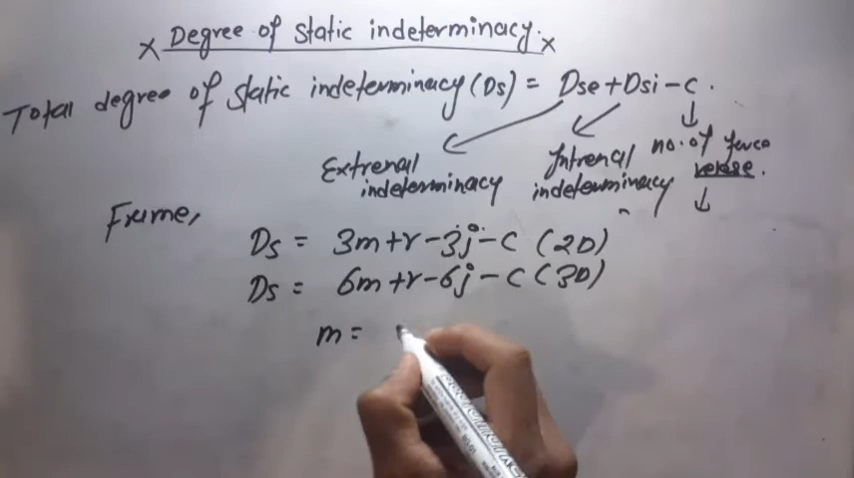 x Degree of static indeterminacy. x
Total degree of static indeterminacy (Ds) = Dse + Dsi - C.
Extrenal
indeterminacy
Intrenal
indeterminacy
no. of force
relese.
Frame,
Ds = 3m + r - 3j - C (2D)
Ds = 6m + r - 6j - C (3D)
m =